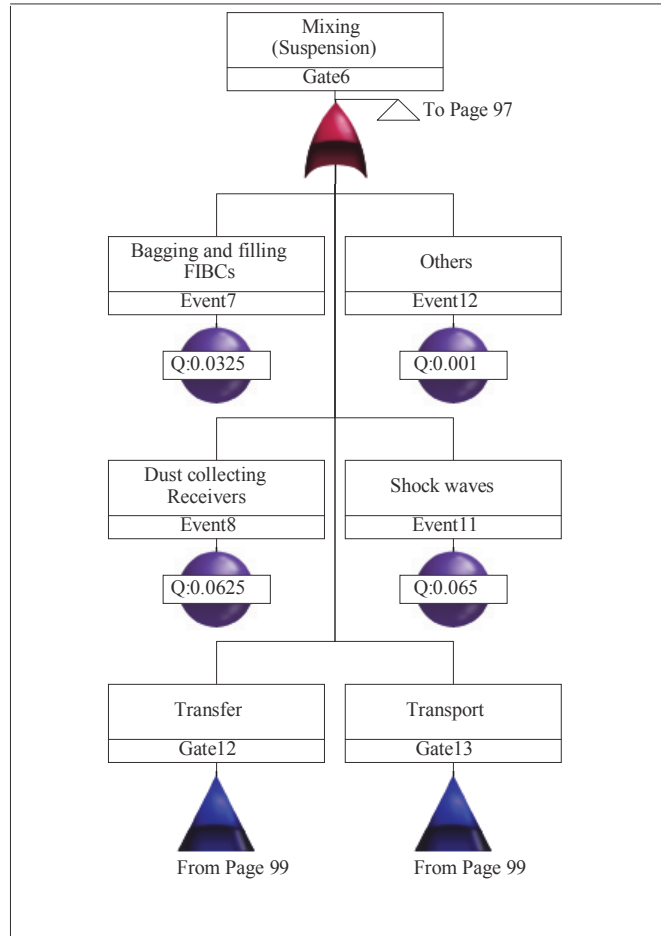 Mixing
(Suspension)
Gate6
To Page 97
Bagging and filling
FIBCs
Event7
Q:0.0325
Others
Event12
Q:0.001
Dust collecting
Receivers
Event8
Q:0.0625
Shock waves
Event11
Q:0.065
Transfer
Gate12
From Page 99
Transport
Gate13
From Page 99